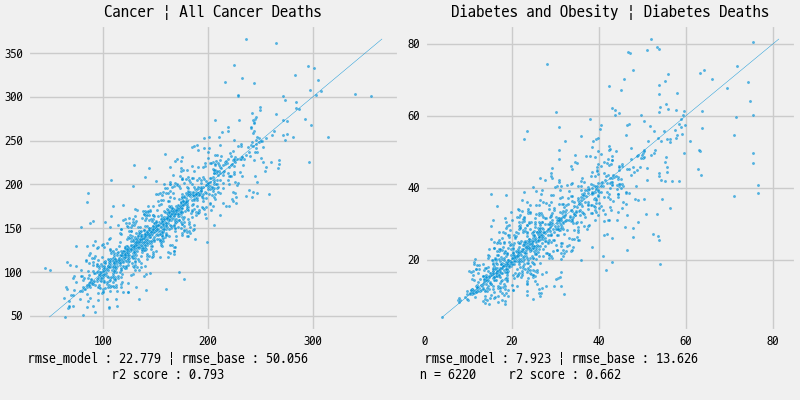 Cancer ¦ All Cancer Deaths
350
300
250
200
150
100
50
100 200 300
rmse_model : 22.779 ¦ rmse_base : 50.056
r2 score : 0.793
Diabetes and Obesity ¦ Diabetes Deaths
80
60
40
20
0 20 40 60 80
rmse_model : 7.923 ¦ rmse_base : 13.626
n = 6220 r2 score : 0.662